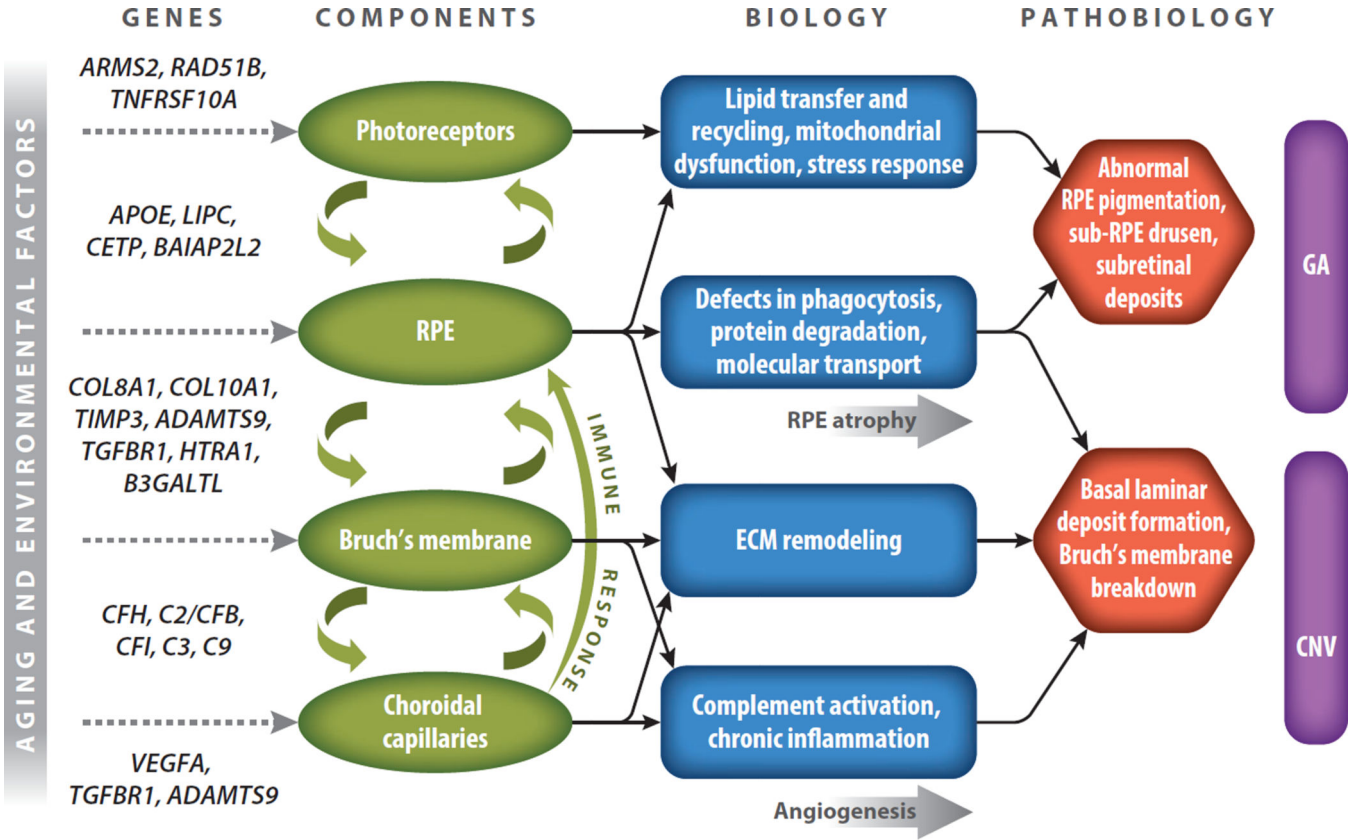 GENES
COMPONENTS
BIOLOGY
PATHOBIOLOGY
AGING AND ENVIRONMENTAL FACTORS
ARMS2, RAD51B,
TNFRSF10A
APOE, LIPC,
CETP, BAIAP2L2
COL8A1, COL10A1,
TIMP3, ADAMTS9,
TGFBR1, HTRA1,
B3GALTL
CFH, C2/CFB,
CFI, C3, C9
VEGFA,
TGFBR1, ADAMTS9
Photoreceptors
RPE
Bruch's membrane
Choroidal
capillaries
IMMUNE RESPONSE
Lipid transfer and
recycling, mitochondrial
dysfunction, stress response
Defects in phagocytosis,
protein degradation,
molecular transport
RPE atrophy
ECM remodeling
Complement activation,
chronic inflammation
Angiogenesis
Abnormal
RPE pigmentation,
sub-RPE drusen,
subretinal
deposits
Basal laminar
deposit formation,
Bruch's membrane
breakdown
GA
CNV